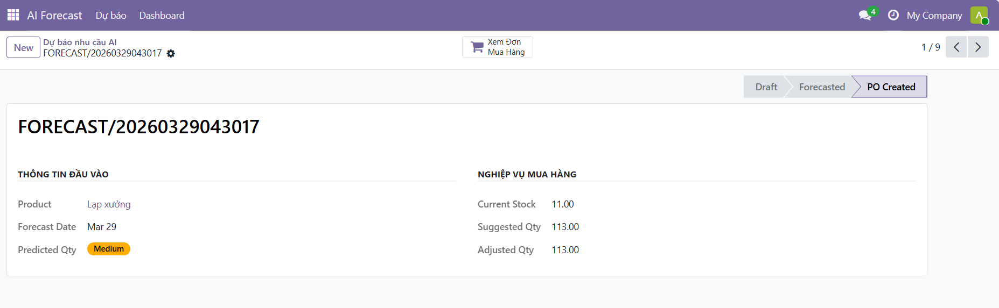 AI Forecast Dự báo Dashboard 4 My Company A
New Dự báo nhu cầu AI
FORECAST/20260329043017
Xem Đơn
Mua Hàng
1 / 9
Draft Forecasted PO Created
FORECAST/20260329043017
THÔNG TIN ĐẦU VÀO
Product Lạp xưởng
Forecast Date Mar 29
Predicted Qty Medium
NGHIỆP VỤ MUA HÀNG
Current Stock 11.00
Suggested Qty 113.00
Adjusted Qty 113.00